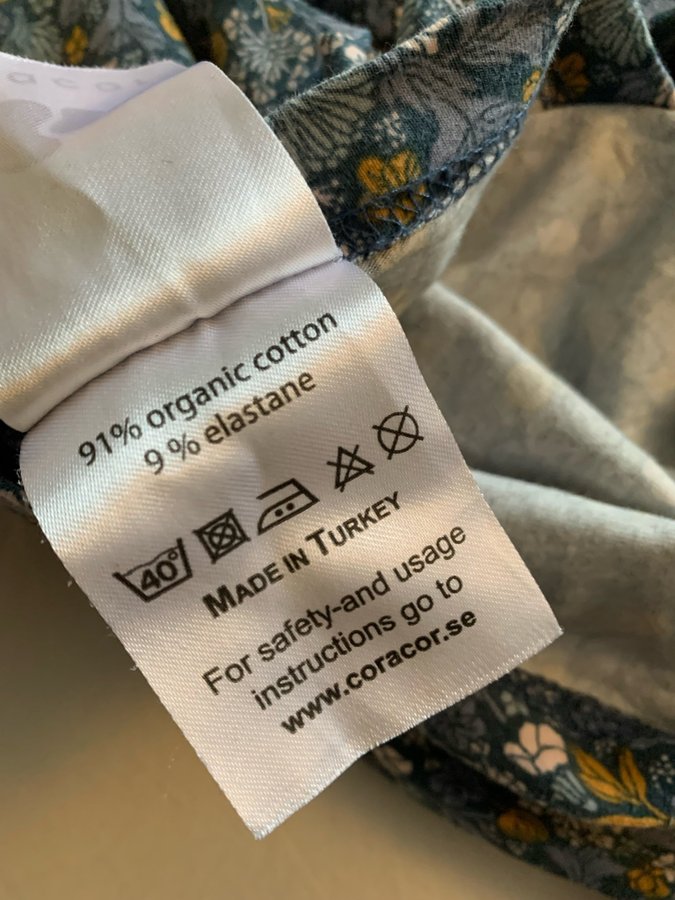 91% organic cotton
9 % elastane
40°
MADE IN TURKEY
For safety-and usage
instructions go to
www.coracor.se